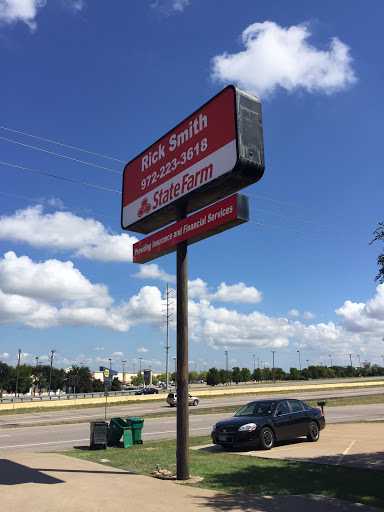 Rick Smith
972-223-3618
StateFarm
Providing Insurance and Financial Services